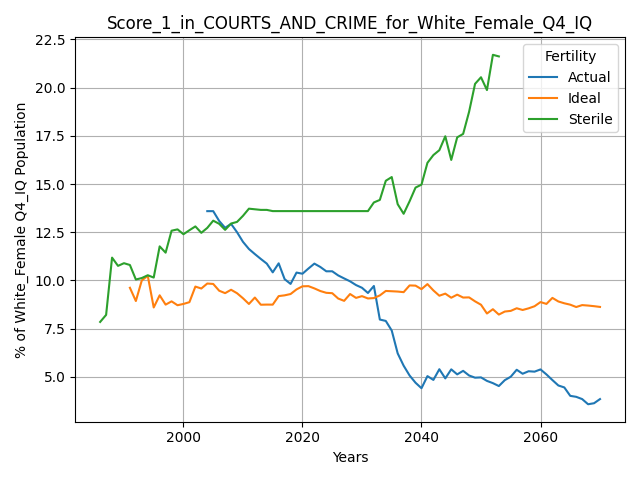 Score_1_in_COURTS_AND_CRIME_for_White_Female_Q4_IQ
22.5
20.0
17.5
15.0
12.5
10.0
7.5
5.0
% of White_Female Q4_IQ Population
Fertility
Actual
Ideal
Sterile
2000
2020
2040
2060
Years